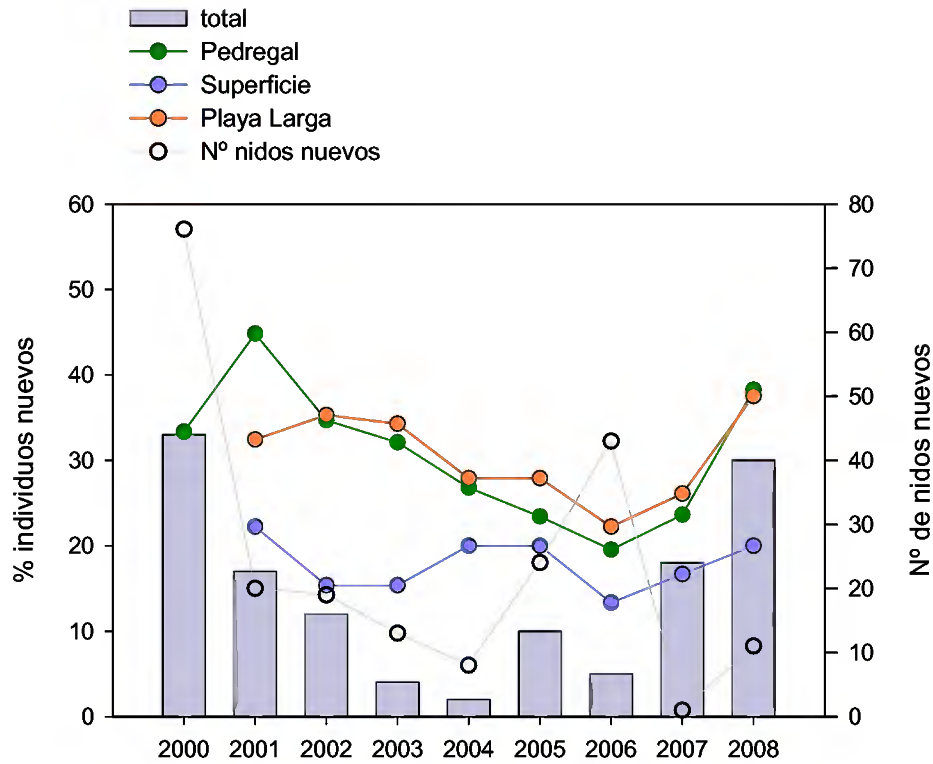 total
Pedregal
Superficie
Playa Larga
Nº nidos nuevos
60
50
40
30
20
10
0
% individuos nuevos
80
70
60
50
40
30
20
10
0
Nº de nidos nuevos
2000 2001 2002 2003 2004 2005 2006 2007 2008